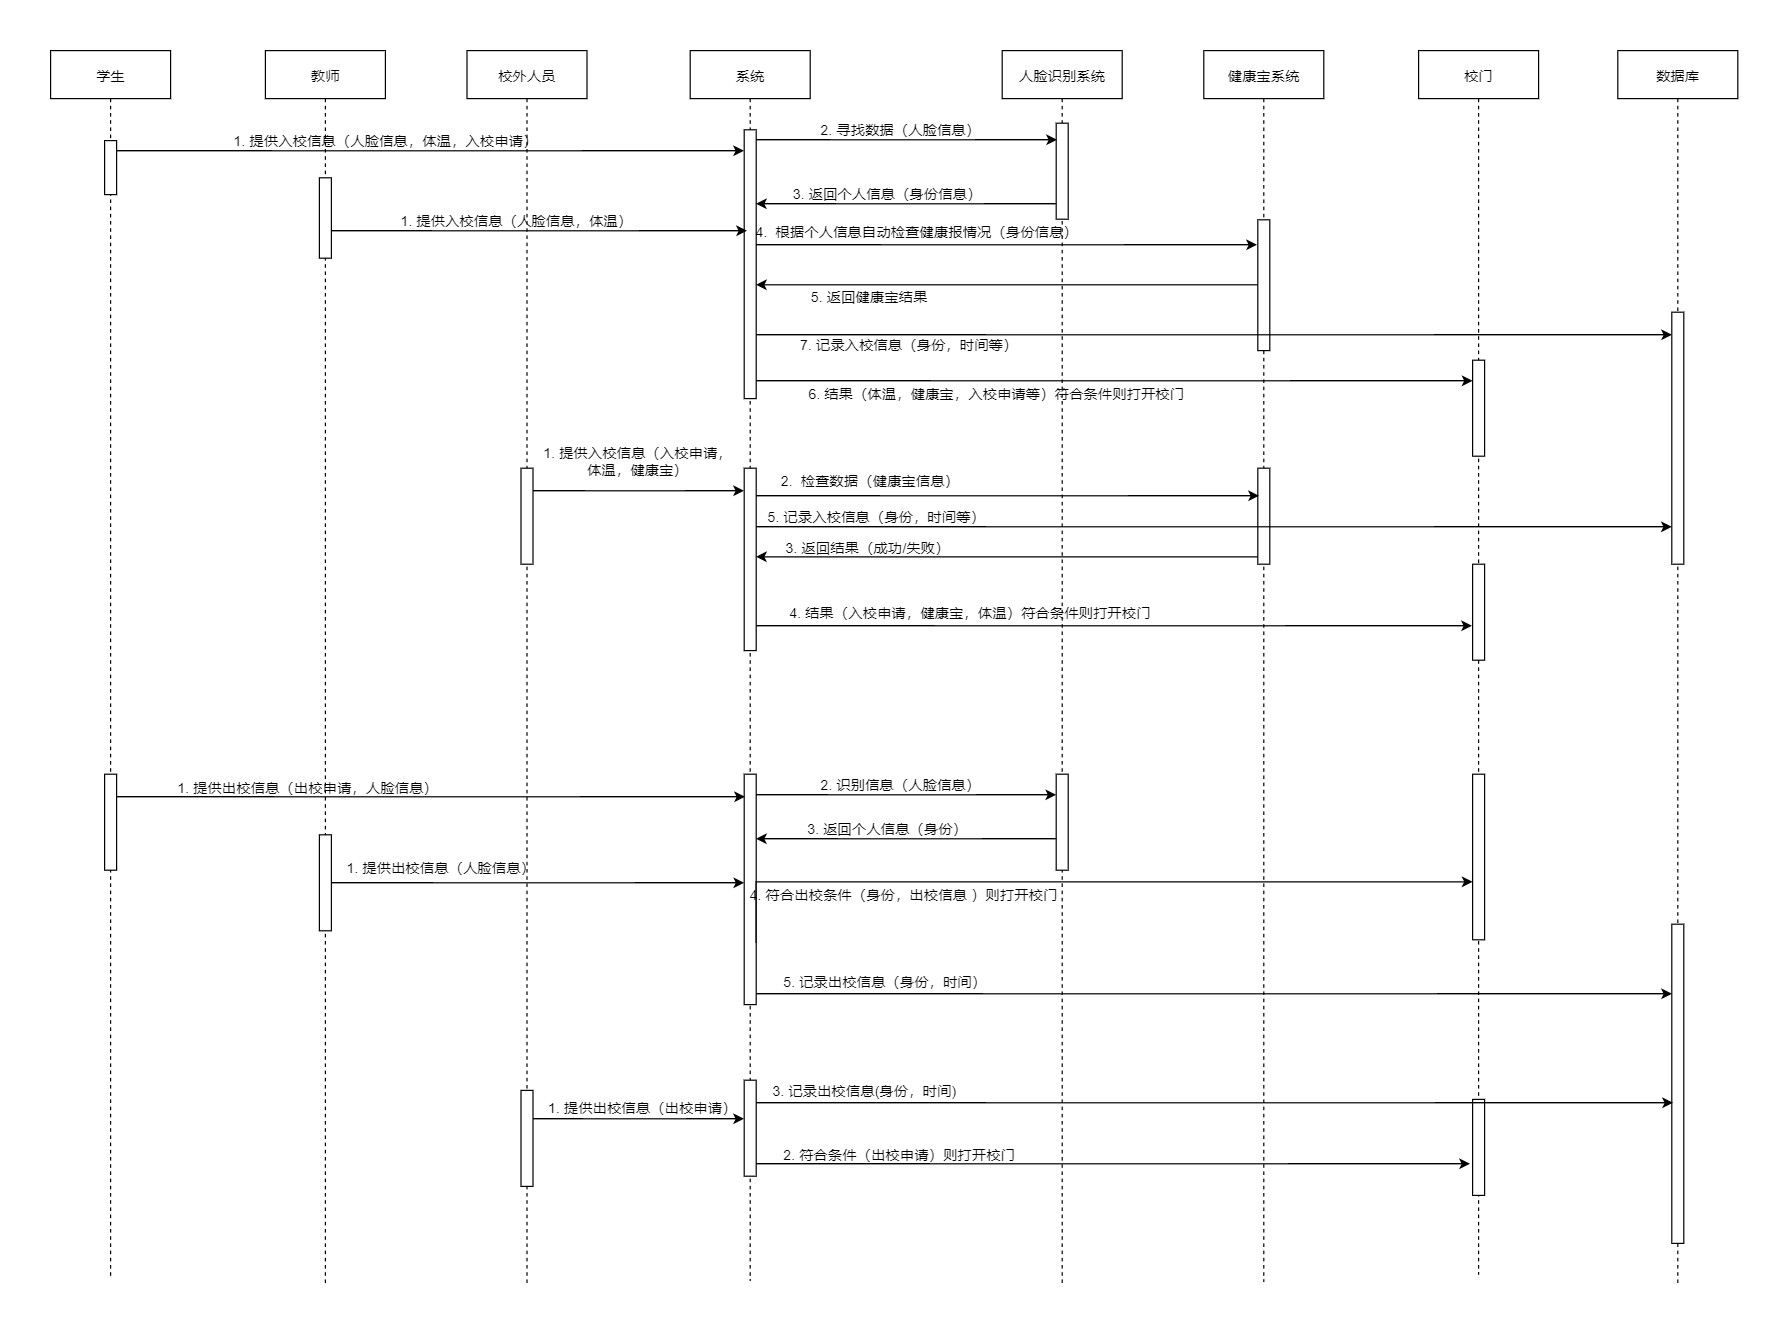 学生
教师
校外人员
系统
人脸识别系统
健康宝系统
校门
数据库
1. 提供入校信息（人脸信息，体温，入校申请）
2. 寻找数据（人脸信息）
3. 返回个人信息（身份信息）
1. 提供入校信息（人脸信息，体温）
4. 根据个人信息自动检查健康报情况（身份信息）
5. 返回健康宝结果
7. 记录入校信息（身份，时间等）
6. 结果（体温，健康宝，入校申请等）符合条件则打开校门
1. 提供入校信息（入校申请，
体温，健康宝）
2. 检查数据（健康宝信息）
5. 记录入校信息（身份，时间等）
3. 返回结果（成功/失败）
4. 结果（入校申请，健康宝，体温）符合条件则打开校门
1. 提供出校信息（出校申请，人脸信息）
2. 识别信息（人脸信息）
3. 返回个人信息（身份）
1. 提供出校信息（人脸信息）
4. 符合出校条件（身份，出校信息 ）则打开校门
5. 记录出校信息（身份，时间）
3. 记录出校信息(身份，时间)
1. 提供出校信息（出校申请）
2. 符合条件（出校申请）则打开校门